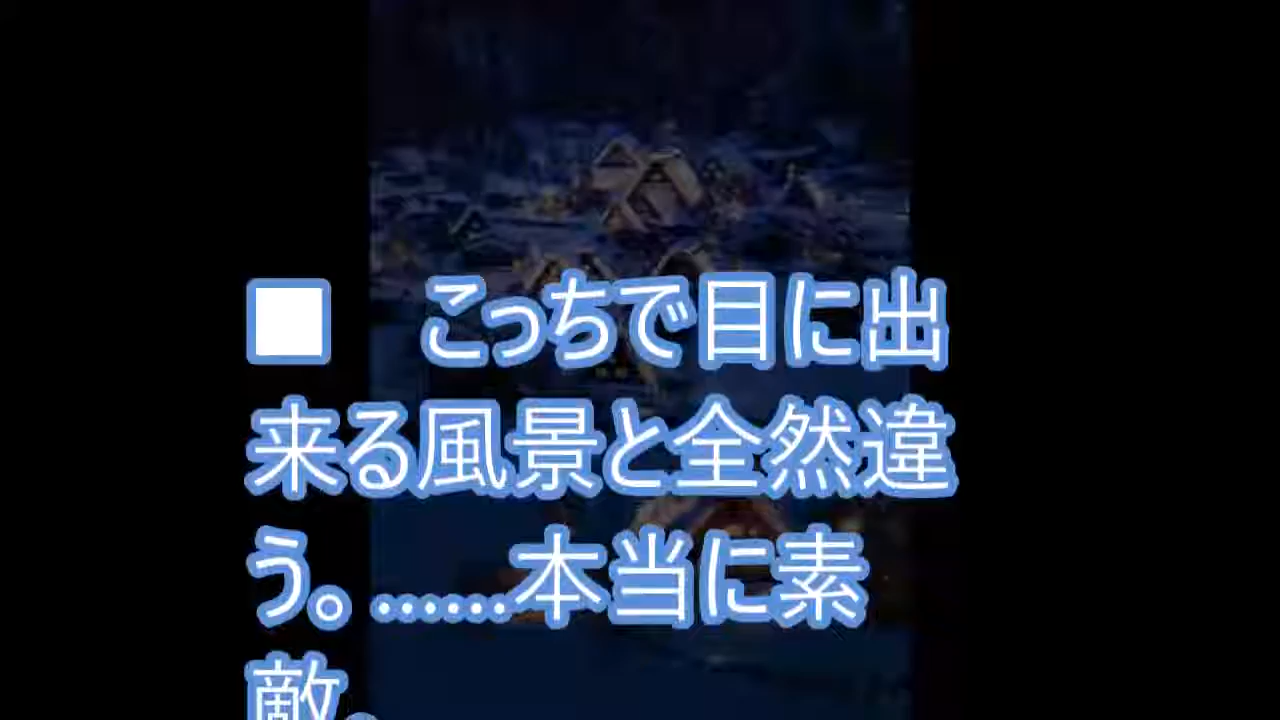 ■　こっちで目に出
来る風景と全然違
う。……本当に素
敵。